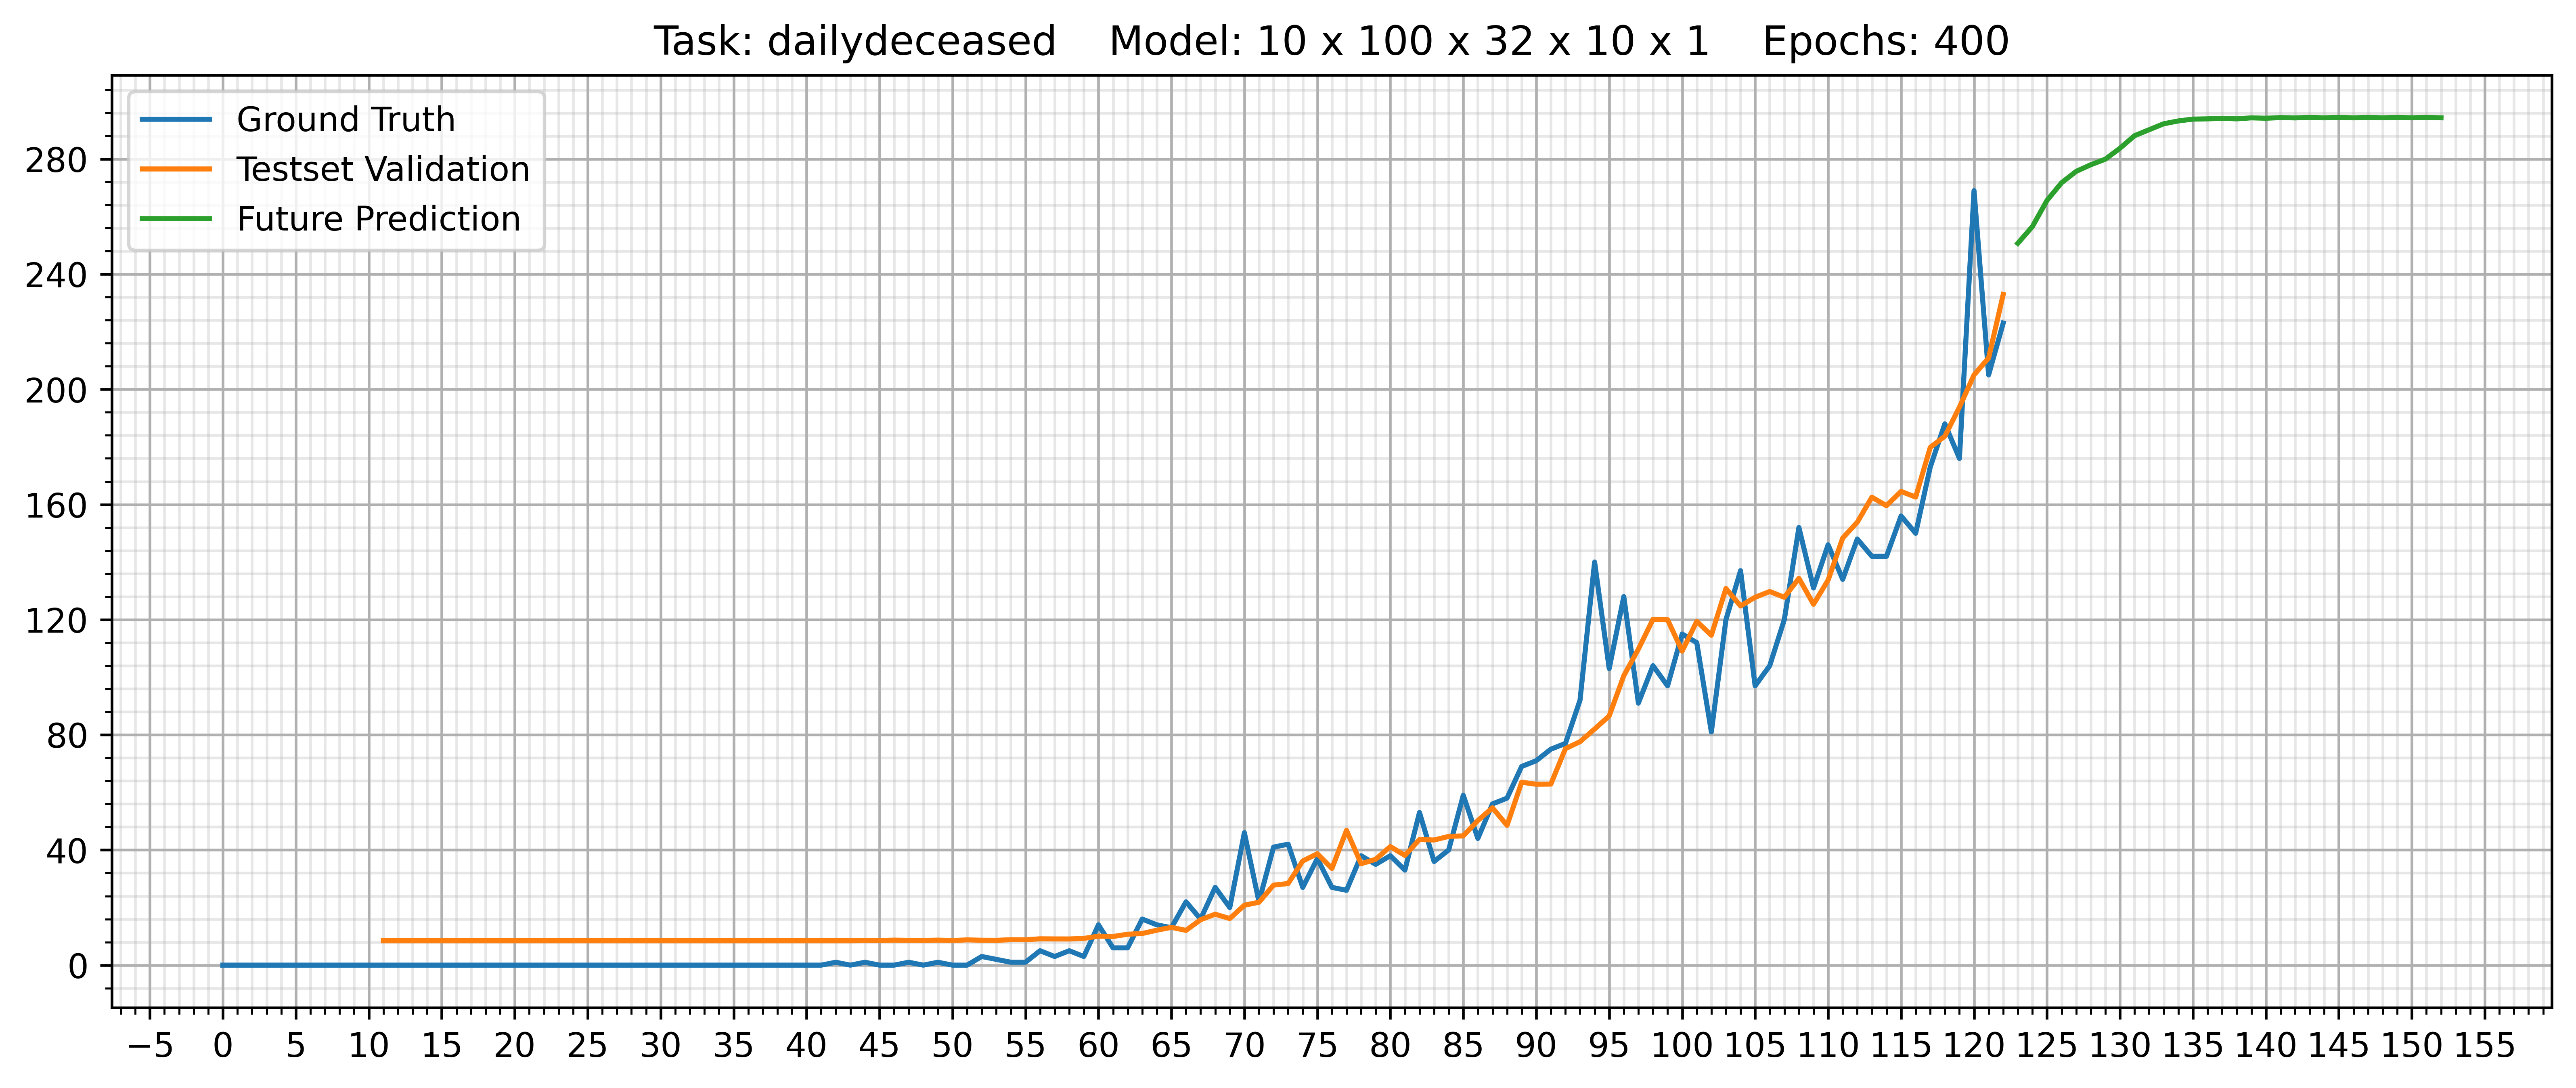 Task: dailydeceased    Model: 10 x 100 x 32 x 10 x 1    Epochs: 400
Ground Truth
Testset Validation
Future Prediction
280
240
200
160
120
80
40
0
−5 0 5 10 15 20 25 30 35 40 45 50 55 60 65 70 75 80 85 90 95 100 105 110 115 120 125 130 135 140 145 150 155